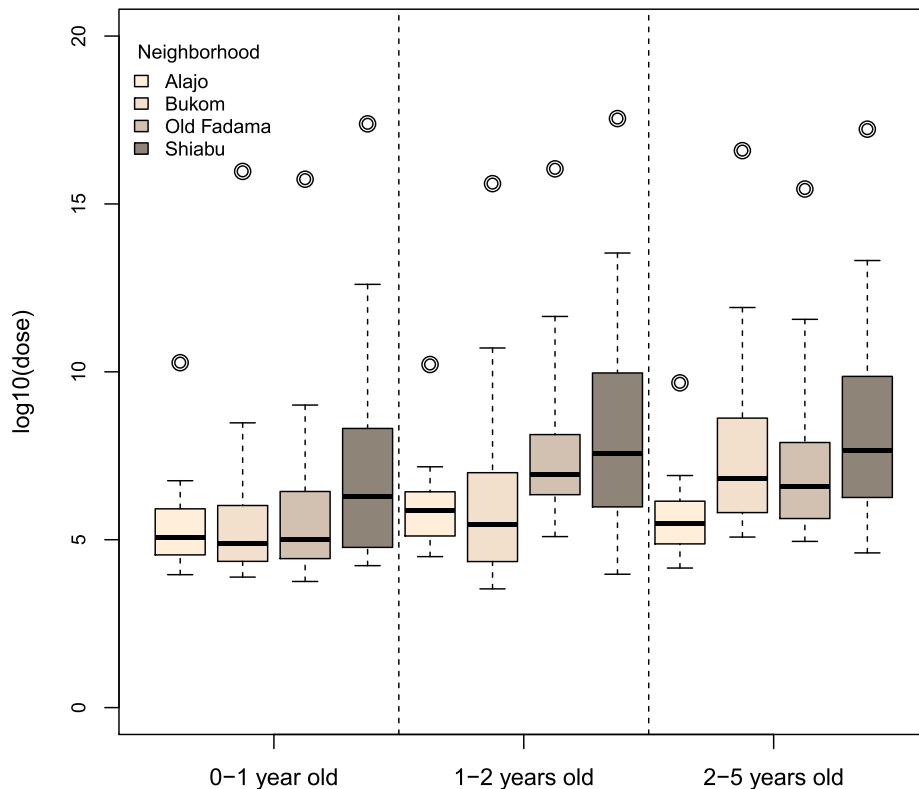 20
15
10
5
0
log10(dose)
Neighborhood
Alajo
Bukom
Old Fadama
Shiabu
0−1 year old
1−2 years old
2−5 years old